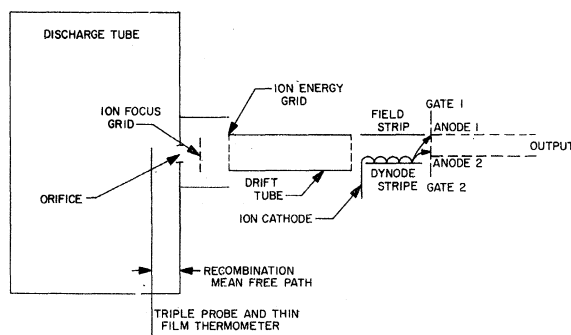 DISCHARGE TUBE
ION FOCUS
GRID
ION ENERGY
GRID
FIELD
STRIP
GATE 1
ANODE 1
OUTPUT
ANODE 2
GATE 2
DYNODE
STRIPE
DRIFT
TUBE
ION CATHODE
ORIFICE
RECOMBINATION
MEAN FREE PATH
TRIPLE PROBE AND THIN
FILM THERMOMETER